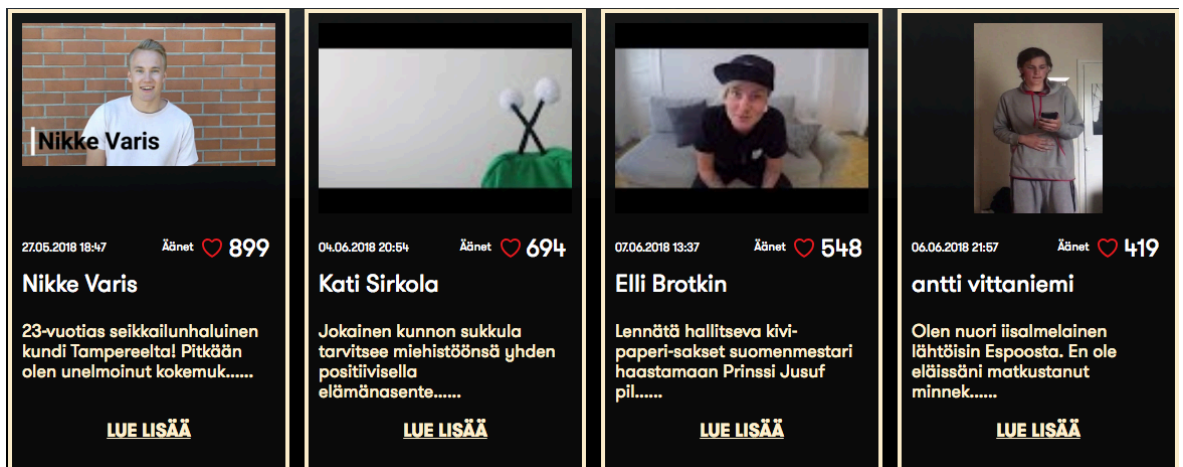 Nikke Varis
27.05.2018 18:47 Äänet 899
Nikke Varis
23-vuotias seikkailunhaluinen
kundi Tampereelta! Pitkään
olen unelmoinut kokemuk......
LUE LISÄÄ
04.06.2018 20:54 Äänet 694
Kati Sirkola
Jokainen kunnon sukkula
tarvitsee miehistöönsä yhden
positiivisella
elämänasente......
LUE LISÄÄ
07.06.2018 13:37 Äänet 548
Elli Brotkin
Lennätä hallitseva kivi-
paperi-sakset suomenmestari
haastamaan Prinssi Jusuf
pil......
LUE LISÄÄ
06.06.2018 21:57 Äänet 419
antti vittaniemi
Olen nuori iisalmelainen
lähtöisin Espoosta. En ole
eläissäni matkustanut
minnek......
LUE LISÄÄ